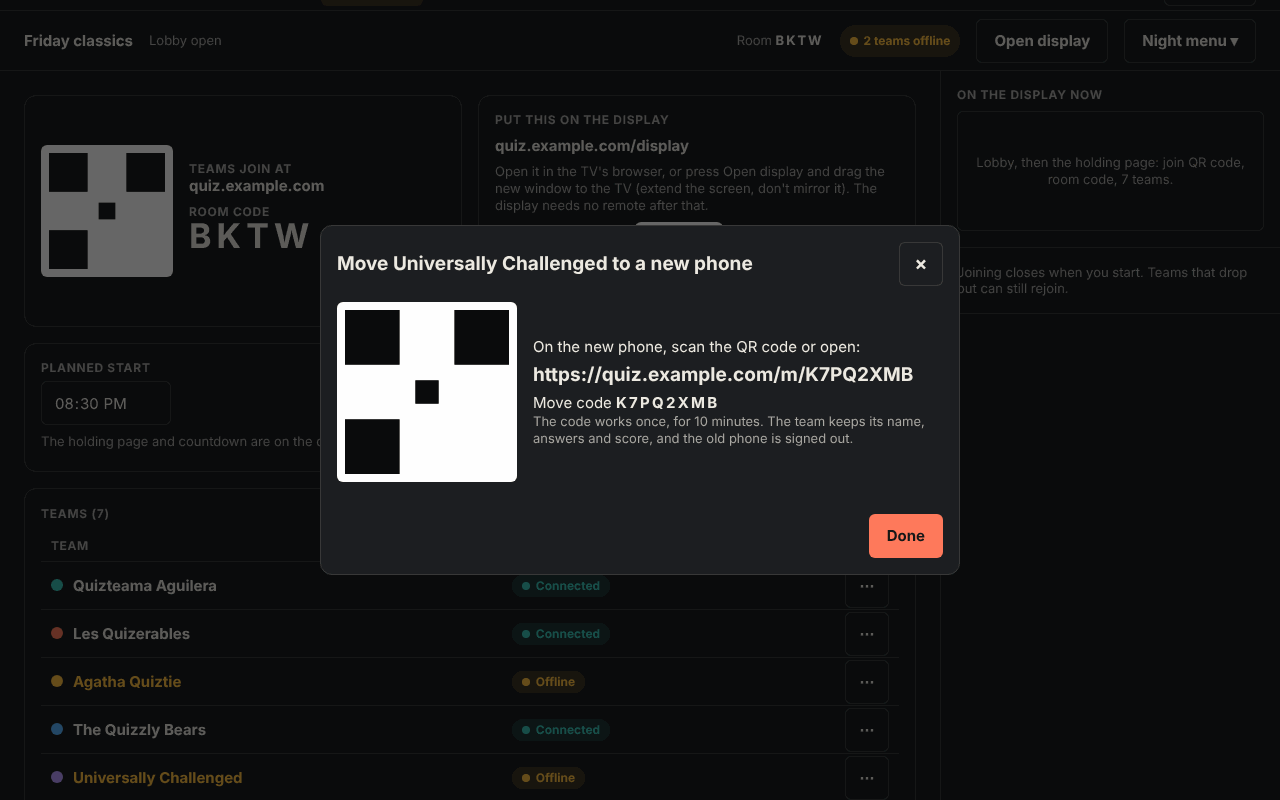 Friday classics Lobby open Room BKTW 2 teams offline Open display Night menu ▾
TEAMS JOIN AT
quiz.example.com
ROOM CODE
BKTW
PUT THIS ON THE DISPLAY
quiz.example.com/display
Open it in the TV's browser, or press Open display and drag the
new window to the TV (extend the screen, don't mirror it). The
display needs no remote after that.
ON THE DISPLAY NOW
Lobby, then the holding page: join QR code,
room code, 7 teams.
Joining closes when you start. Teams that drop
out can still rejoin.
Move Universally Challenged to a new phone ×
On the new phone, scan the QR code or open:
https://quiz.example.com/m/K7PQ2XMB
Move code K7PQ2XMB
The code works once, for 10 minutes. The team keeps its name,
answers and score, and the old phone is signed out.
Done
PLANNED START
08:30 PM
The holding page and countdown are on the
TEAMS (7)
TEAM
Quizteama Aguilera Connected ...
Les Quizerables Connected ...
Agatha Quiztie Offline ...
The Quizzly Bears Connected ...
Universally Challenged Offline ...